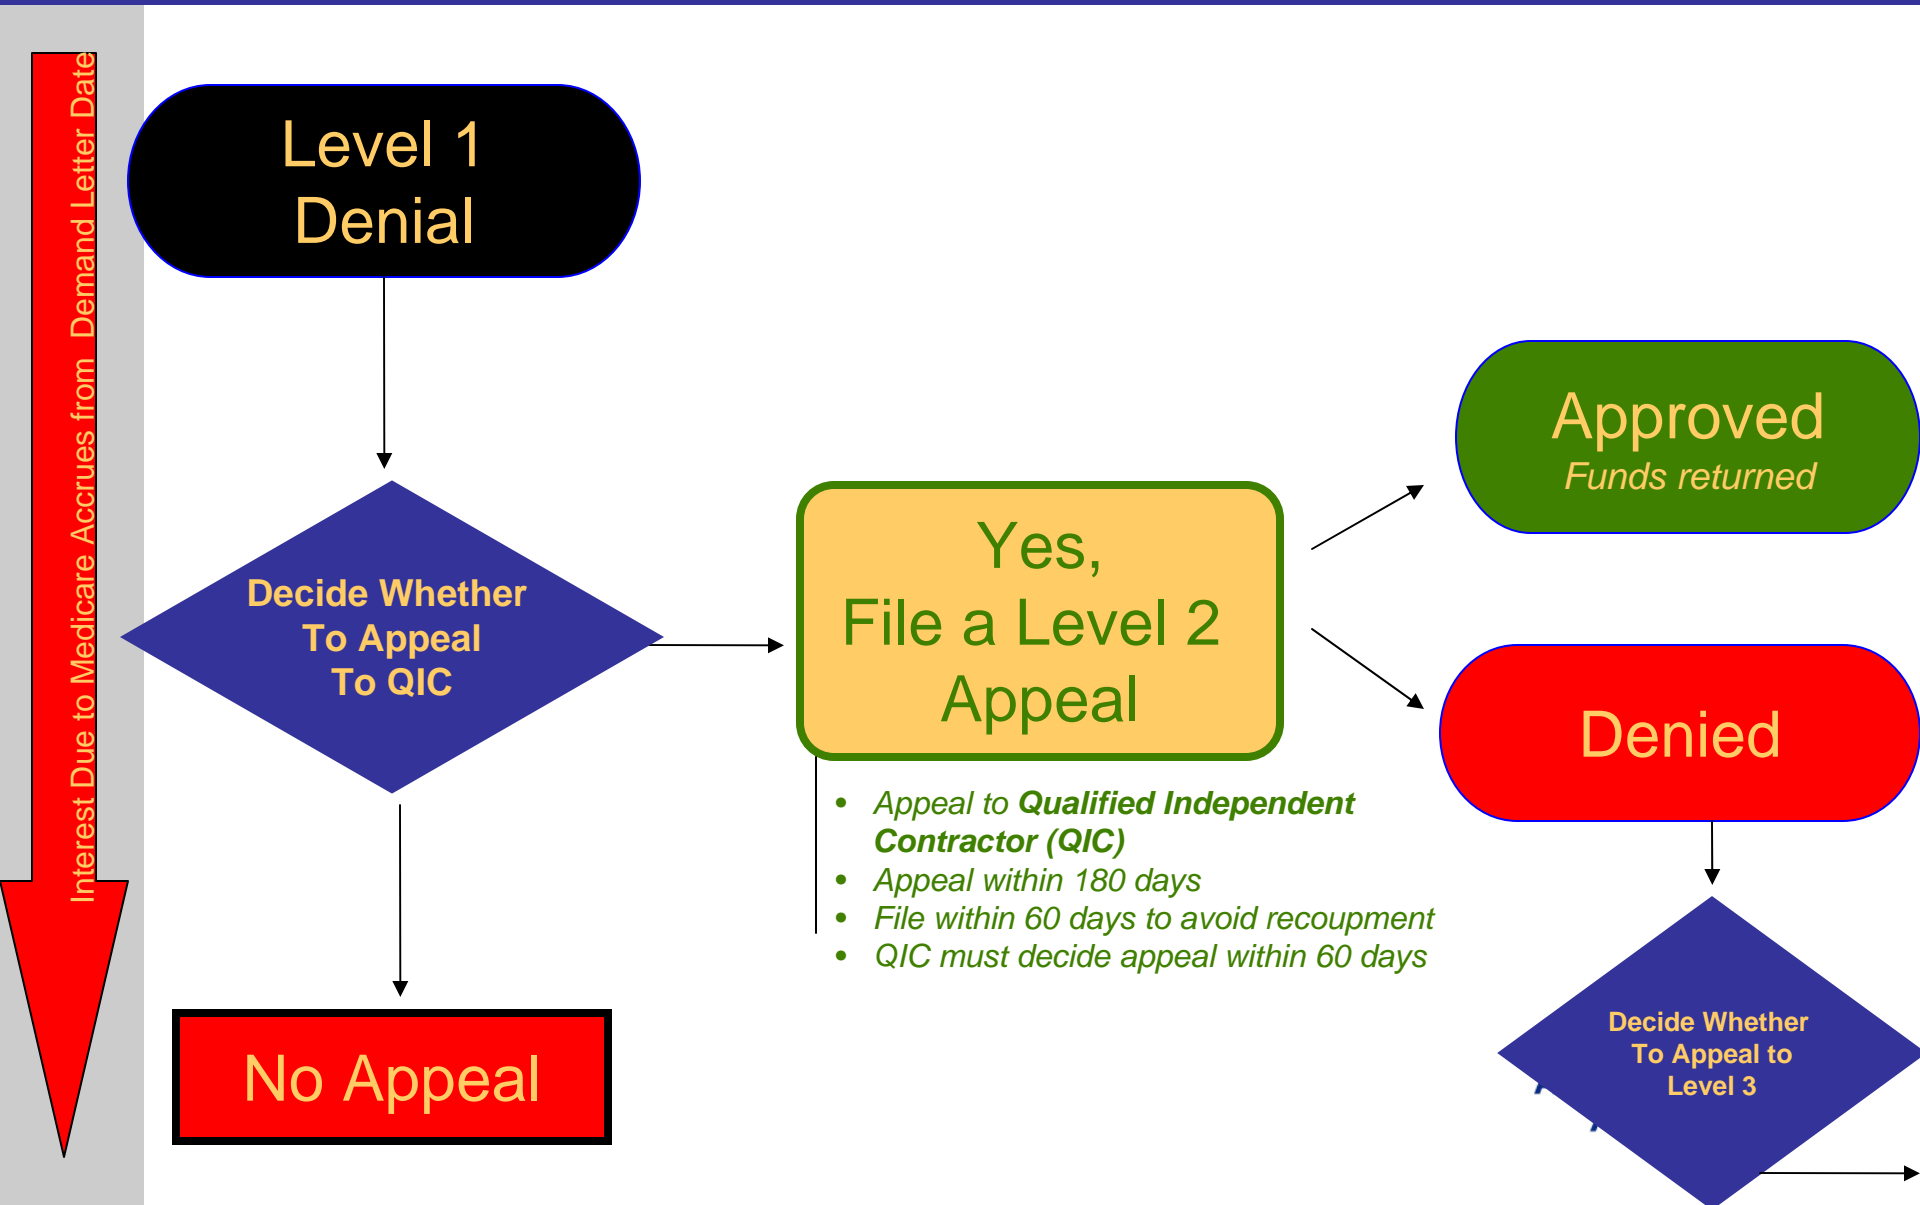 Interest Due to Medicare Accrues from Demand Letter Date
Level 1
Denial
Decide Whether
To Appeal
To QIC
No Appeal
Yes,
File a Level 2
Appeal
• Appeal to Qualified Independent
Contractor (QIC)
• Appeal within 180 days
• File within 60 days to avoid recoupment
• QIC must decide appeal within 60 days
Approved
Funds returned
Denied
Decide Whether
To Appeal to
Level 3